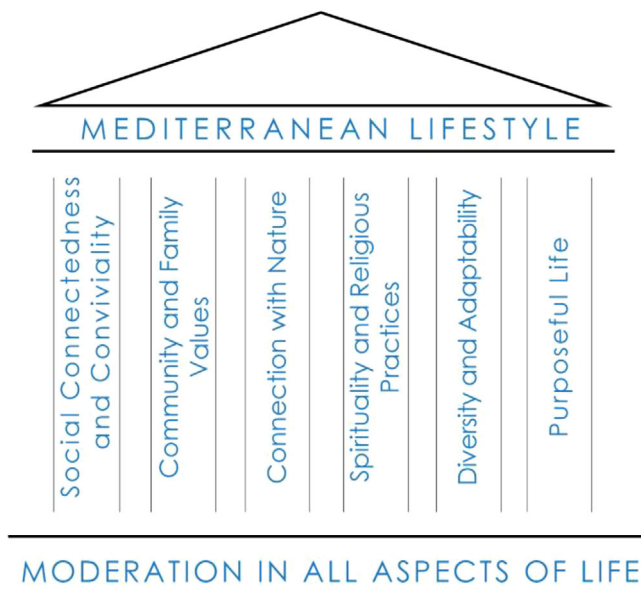 MEDITERRANEAN LIFESTYLE
Social Connectedness
and Conviviality
Community and Family
Values
Connection with Nature
Spirituality and Religious
Practices
Diversity and Adaptability
Purposeful Life
MODERATION IN ALL ASPECTS OF LIFE